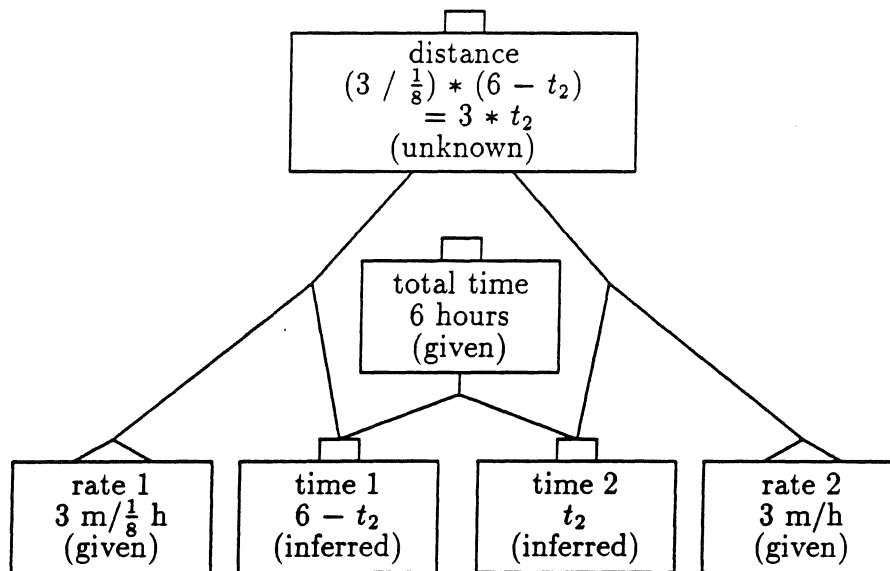 distance
(3 / 1/8) * (6 − t₂)
= 3 * t₂
(unknown)
total time
6 hours
(given)
rate 1
3 m/1/8 h
(given)
time 1
6 − t₂
(inferred)
time 2
t₂
(inferred)
rate 2
3 m/h
(given)